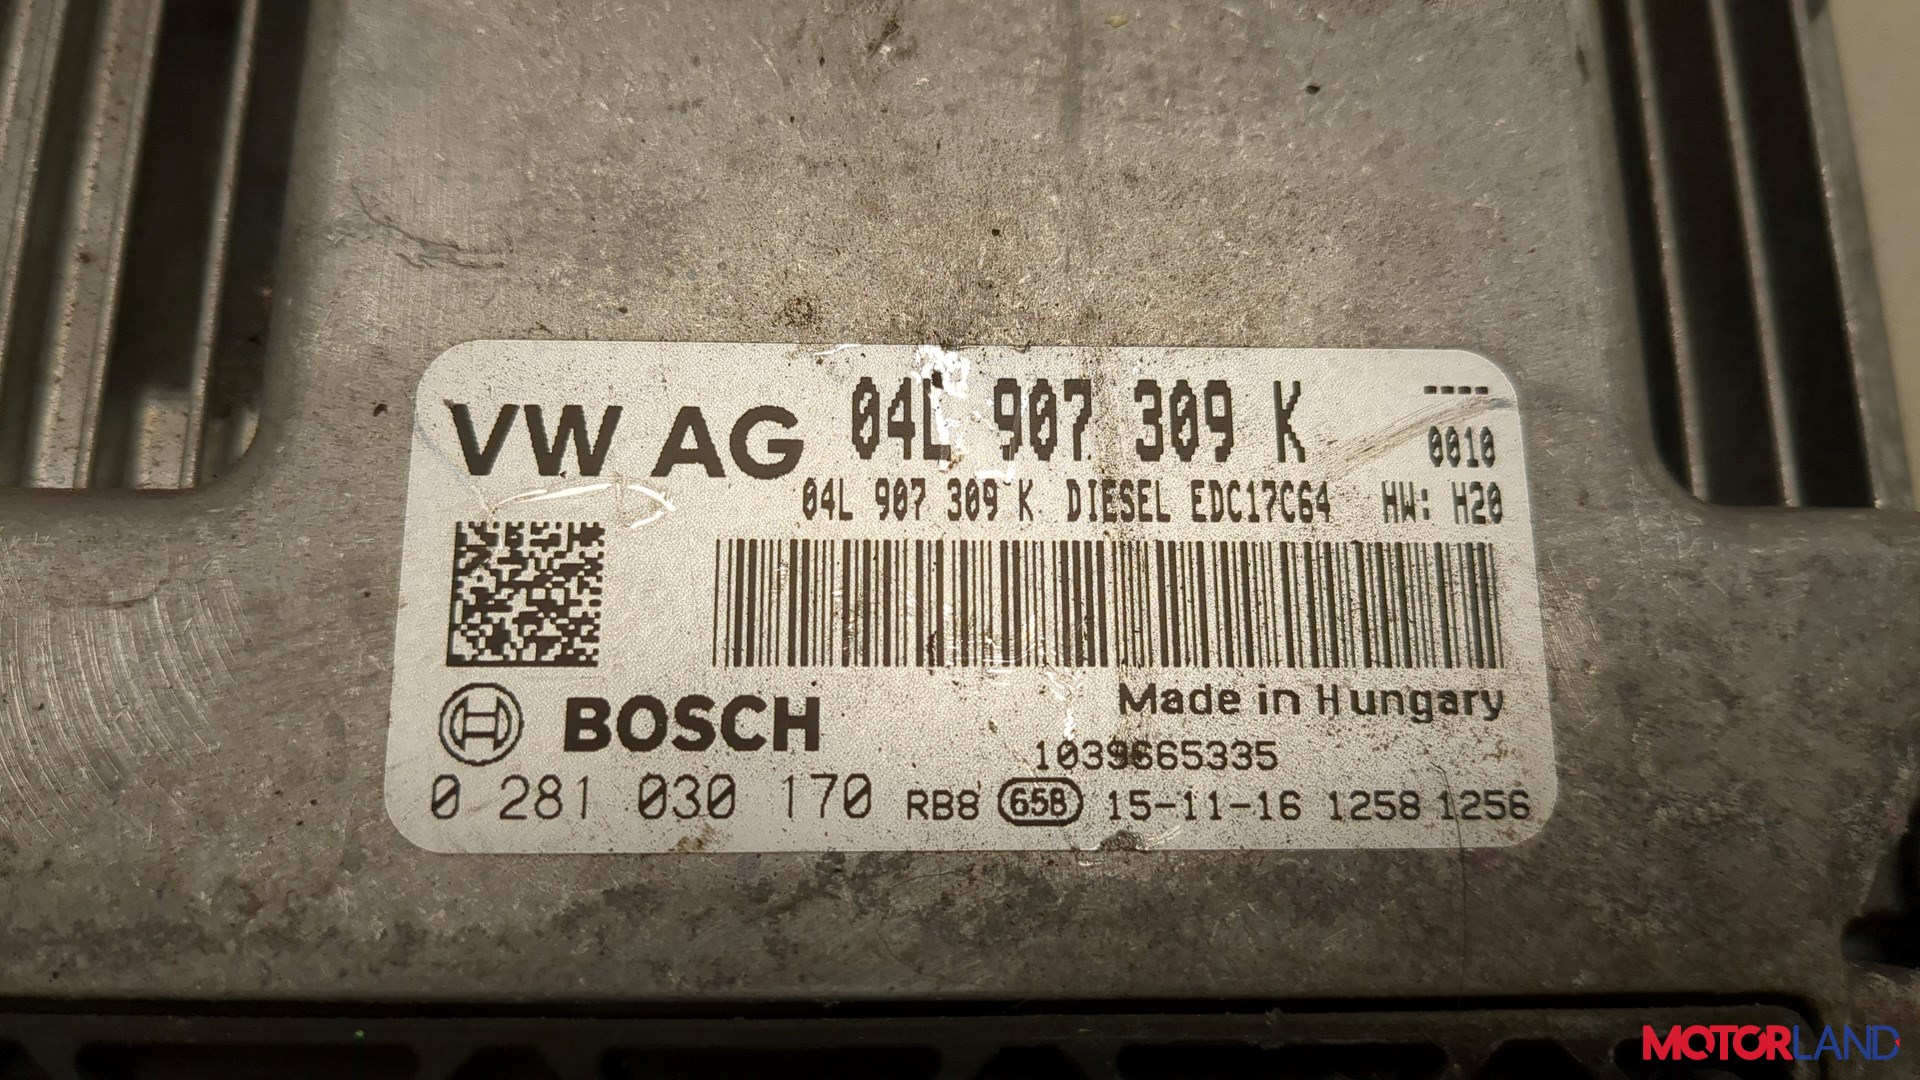 VW AG 04L 907 309 K ----
0010
04L 907 309 K DIESEL EDC17C64 HW: H20
BOSCH
Made in Hungary
1039665335
0 281 030 170 RB8 65B 15-11-16 1258 1256
MOTORLAND